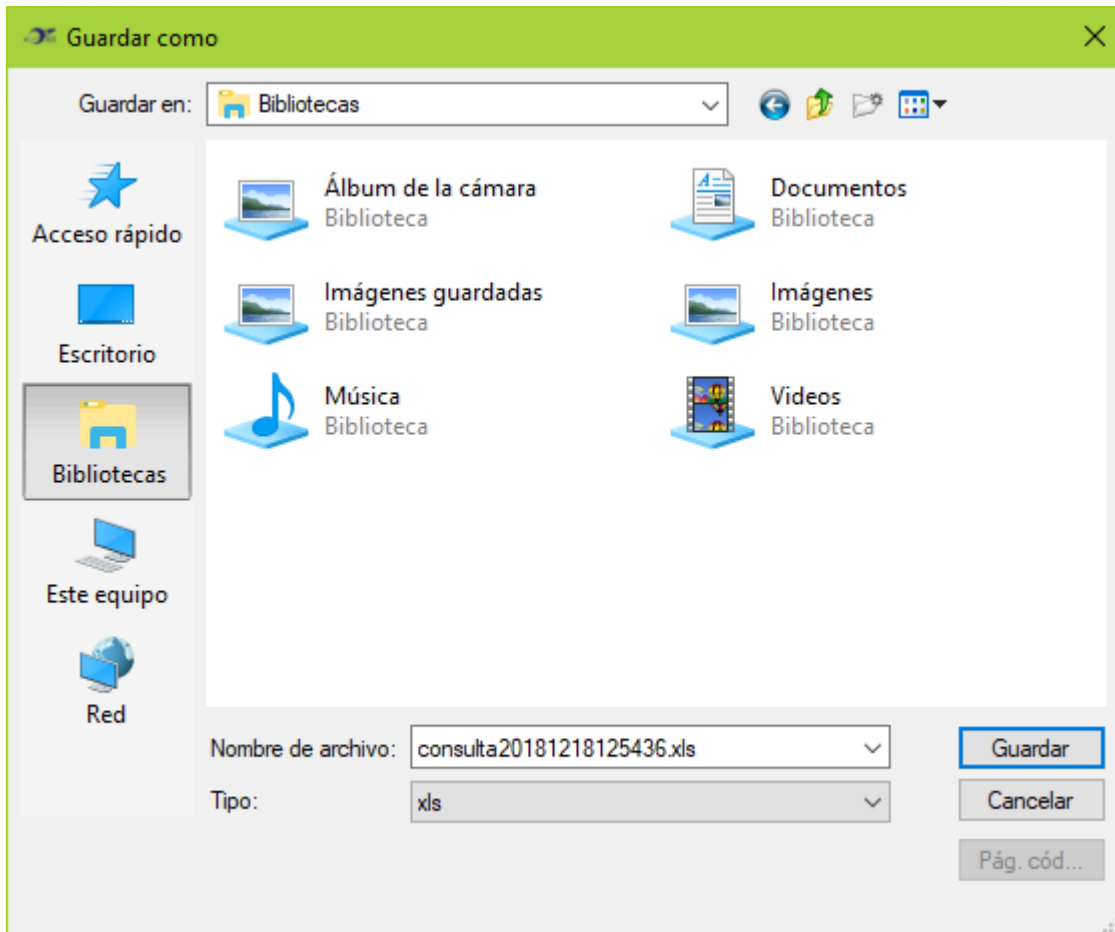 Guardar como
Guardar en: Bibliotecas
Acceso rápido
Escritorio
Bibliotecas
Este equipo
Red
Álbum de la cámara
Biblioteca
Documentos
Biblioteca
Imágenes guardadas
Biblioteca
Imágenes
Biblioteca
Música
Biblioteca
Videos
Biblioteca
Nombre de archivo: consulta20181218125436.xls
Guardar
Tipo: xls
Cancelar
Pág. cód...